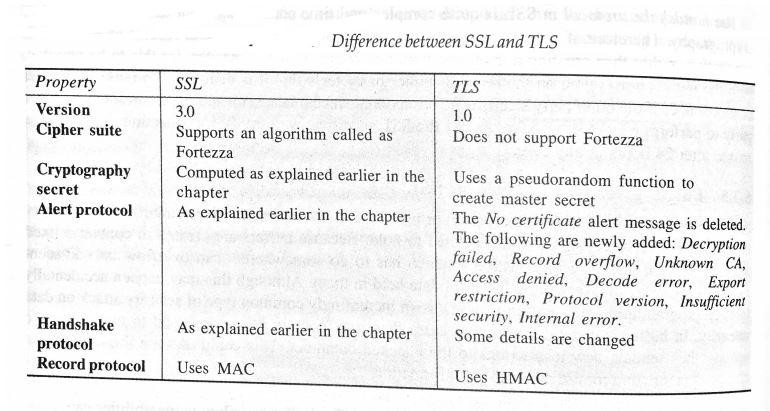 Difference between SSL and TLS
Property SSL TLS
Version 3.0 1.0
Cipher suite Supports an algorithm called as Does not support Fortezza
Fortezza
Cryptography Computed as explained earlier in the Uses a pseudorandom function to
secret chapter create master secret
Alert protocol As explained earlier in the chapter The No certificate alert message is deleted.
The following are newly added: Decryption
failed, Record overflow, Unknown CA,
Access denied, Decode error, Export
restriction, Protocol version, Insufficient
security, Internal error.
Handshake As explained earlier in the chapter Some details are changed
protocol
Record protocol Uses MAC Uses HMAC